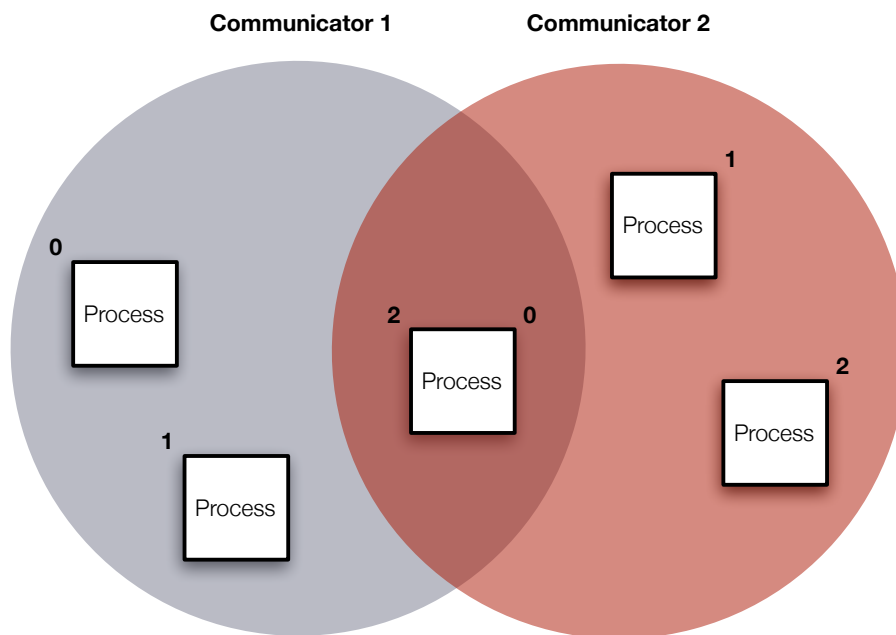 Communicator 1
Communicator 2
1
Process
0
Process
2
0
Process
2
Process
1
Process